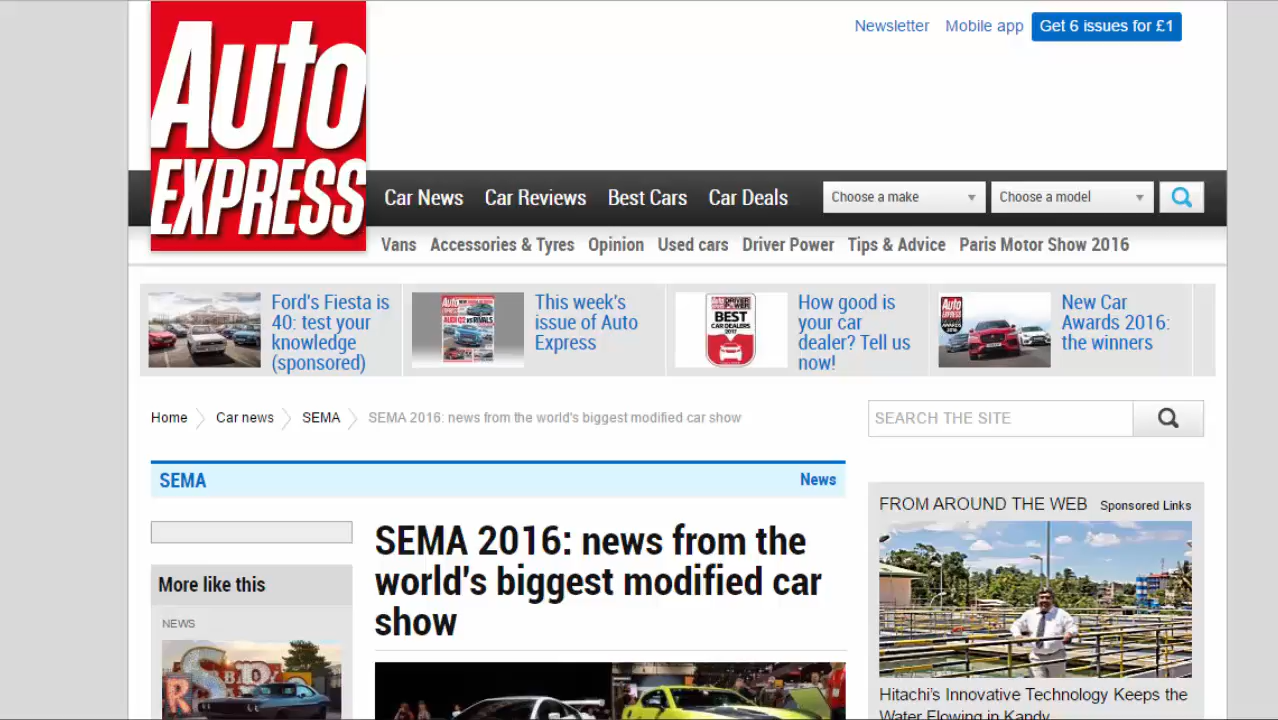 Auto
EXPRESS
Newsletter Mobile app Get 6 issues for £1
Car News Car Reviews Best Cars Car Deals Choose a make Choose a model
Vans Accessories & Tyres Opinion Used cars Driver Power Tips & Advice Paris Motor Show 2016
Ford's Fiesta is
40: test your
knowledge
(sponsored)
This week's
issue of Auto
Express
BEST
How good is
your car
dealer? Tell us
now!
New Car
Awards 2016:
the winners
Home Car news SEMA SEMA 2016: news from the world's biggest modified car show
SEARCH THE SITE
SEMA News
SEMA 2016: news from the
world's biggest modified car
show
More like this
NEWS
FROM AROUND THE WEB Sponsored Links
Hitachi's Innovative Technology Keeps the
Water Flowing in Kandy